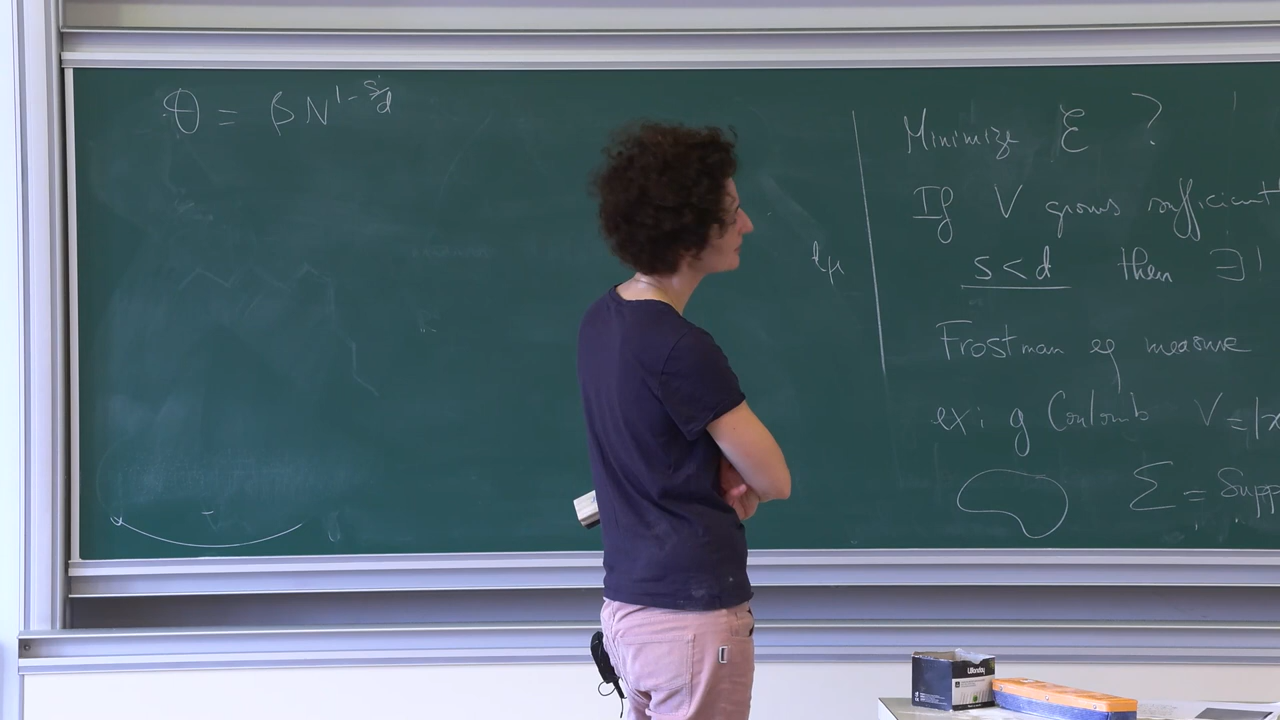 θ = β N^{1-s/d}
Minimize ℰ ?
If V grows sufficient
s < d then ∃!
Frostman eq measure
ex: g Coulomb V = |x
Σ = Supp